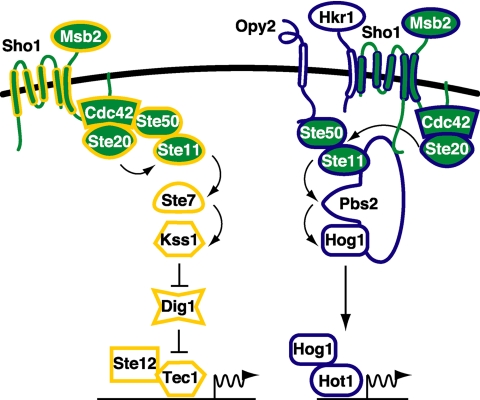 Sho1
Msb2
Cdc42
Ste20
Ste50
Ste11
Ste7
Kss1
Dig1
Ste12
Tec1
Opy2
Hkr1
Sho1
Msb2
Cdc42
Ste20
Ste50
Ste11
Pbs2
Hog1
Hog1
Hot1